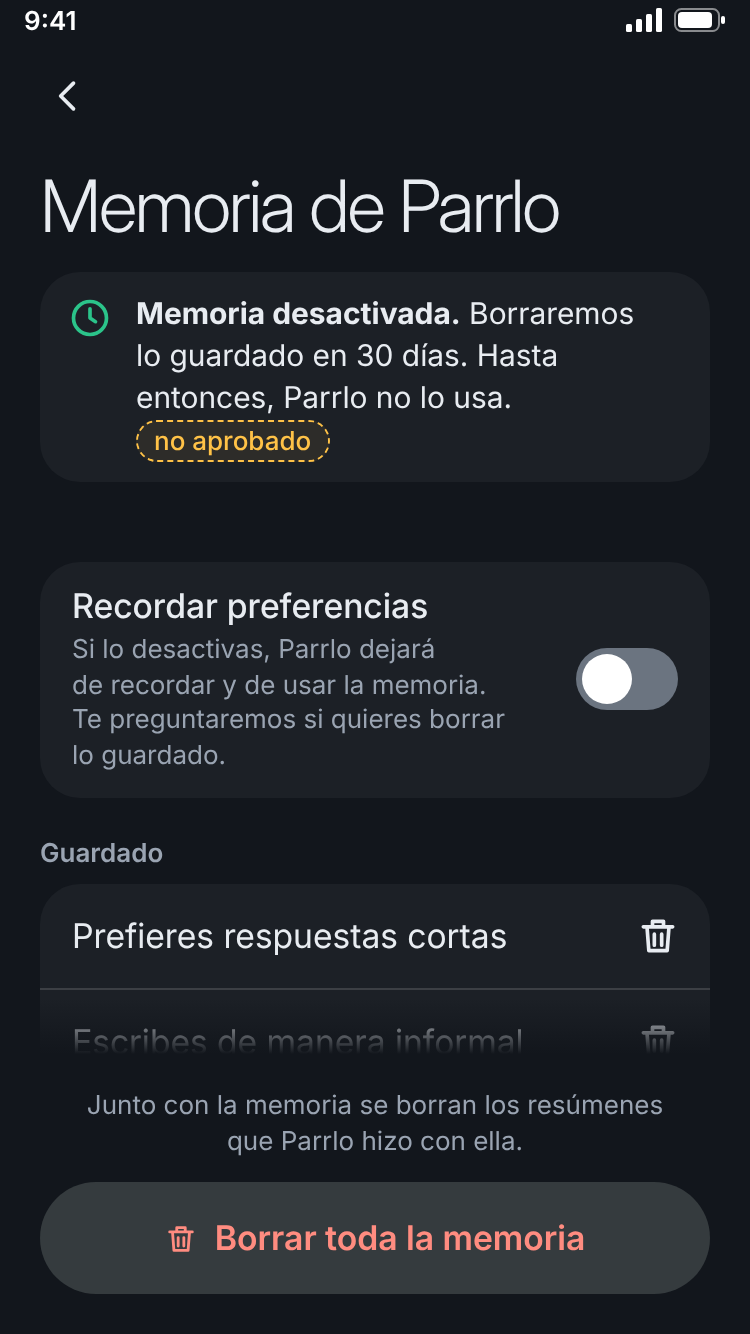 9:41
Memoria de Parrlo
Memoria desactivada. Borraremos
lo guardado en 30 días. Hasta
entonces, Parrlo no lo usa.
no aprobado
Recordar preferencias
Si lo desactivas, Parrlo dejará
de recordar y de usar la memoria.
Te preguntaremos si quieres borrar
lo guardado.
Guardado
Prefieres respuestas cortas
Escribes de manera informal
Junto con la memoria se borran los resúmenes
que Parrlo hizo con ella.
Borrar toda la memoria